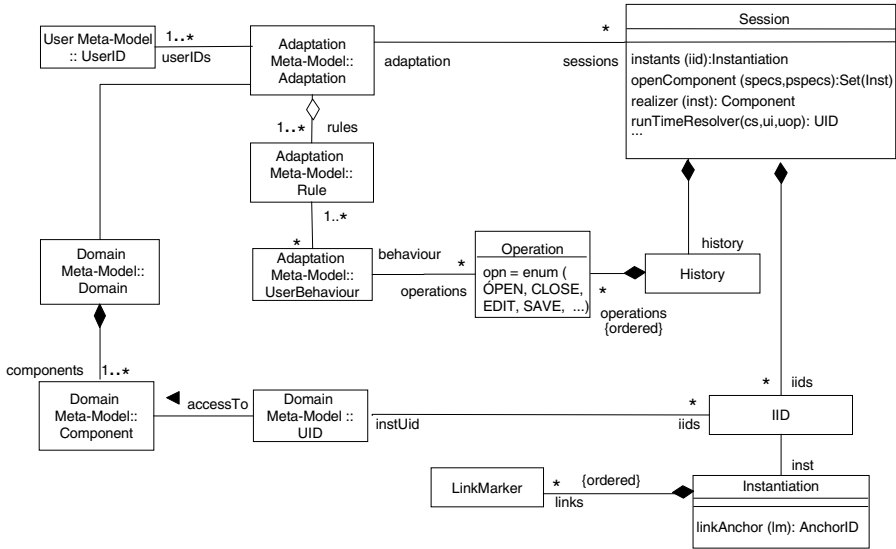 User Meta-Model
:: UserID
1..*
userIDs
Adaptation
Meta-Model::
Adaptation
adaptation
*
sessions
Session
instants (iid):Instantiation
openComponent (specs,pspecs):Set(Inst)
realizer (inst): Component
runTimeResolver(cs,ui,uop): UID
...
1..*
rules
Adaptation
Meta-Model::
Rule
1..*
*
Adaptation
Meta-Model::
UserBehaviour
behaviour
*
operations
Operation
opn = enum (
OPEN, CLOSE,
EDIT, SAVE, ...)
*
operations
{ordered}
history
History
Domain
Meta-Model::
Domain
components
1..*
Domain
Meta-Model::
Component
accessTo
Domain
Meta-Model ::
UID
instUid
*
iids
*
iids
IID
inst
LinkMarker
*
{ordered}
links
Instantiation
linkAnchor (lm): AnchorID